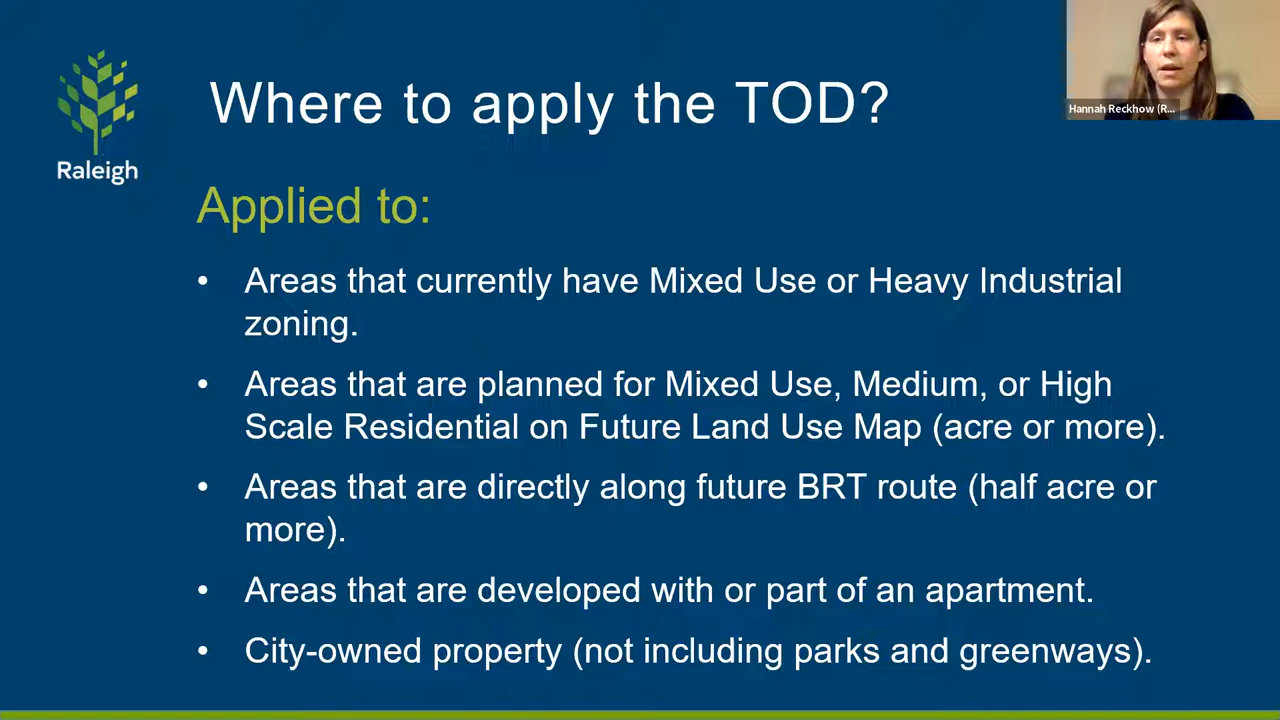 Where to apply the TOD?
Hannah Reckhow (R...
Raleigh
Applied to:
• Areas that currently have Mixed Use or Heavy Industrial
zoning.
• Areas that are planned for Mixed Use, Medium, or High
Scale Residential on Future Land Use Map (acre or more).
• Areas that are directly along future BRT route (half acre or
more).
• Areas that are developed with or part of an apartment.
• City-owned property (not including parks and greenways).